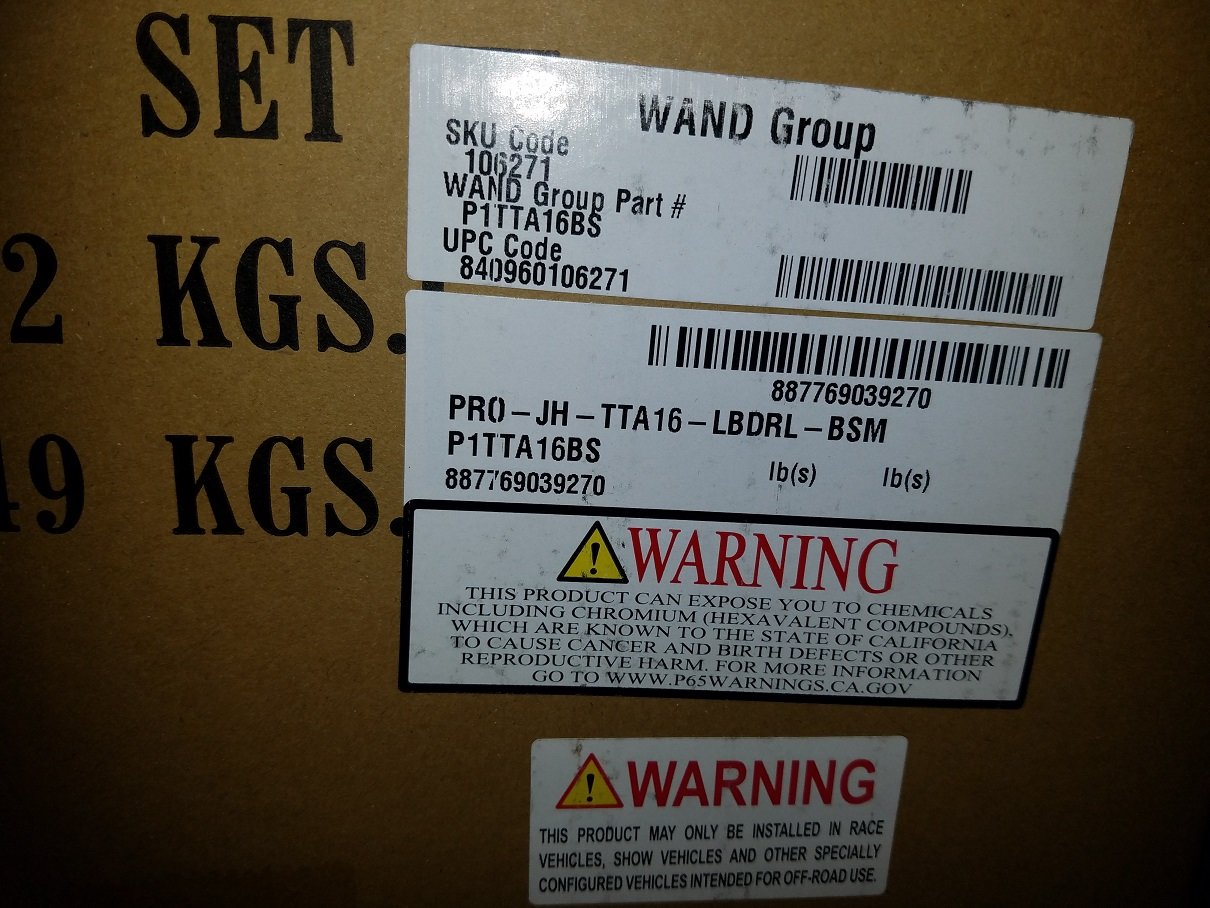 SET
2 KGS.
49 KGS.
WAND Group
SKU Code
106271
WAND Group Part #
P1TTA16BS
UPC Code
840960106271
887769039270
PRO-JH-TTA16-LBDRL-BSM
P1TTA16BS
887769039270 lb(s) lb(s)
WARNING
THIS PRODUCT CAN EXPOSE YOU TO CHEMICALS
INCLUDING CHROMIUM (HEXAVALENT COMPOUNDS),
WHICH ARE KNOWN TO THE STATE OF CALIFORNIA
TO CAUSE CANCER AND BIRTH DEFECTS OR OTHER
REPRODUCTIVE HARM. FOR MORE INFORMATION
GO TO WWW.P65WARNINGS.CA.GOV
WARNING
THIS PRODUCT MAY ONLY BE INSTALLED IN RACE
VEHICLES, SHOW VEHICLES AND OTHER SPECIALLY
CONFIGURED VEHICLES INTENDED FOR OFF-ROAD USE.